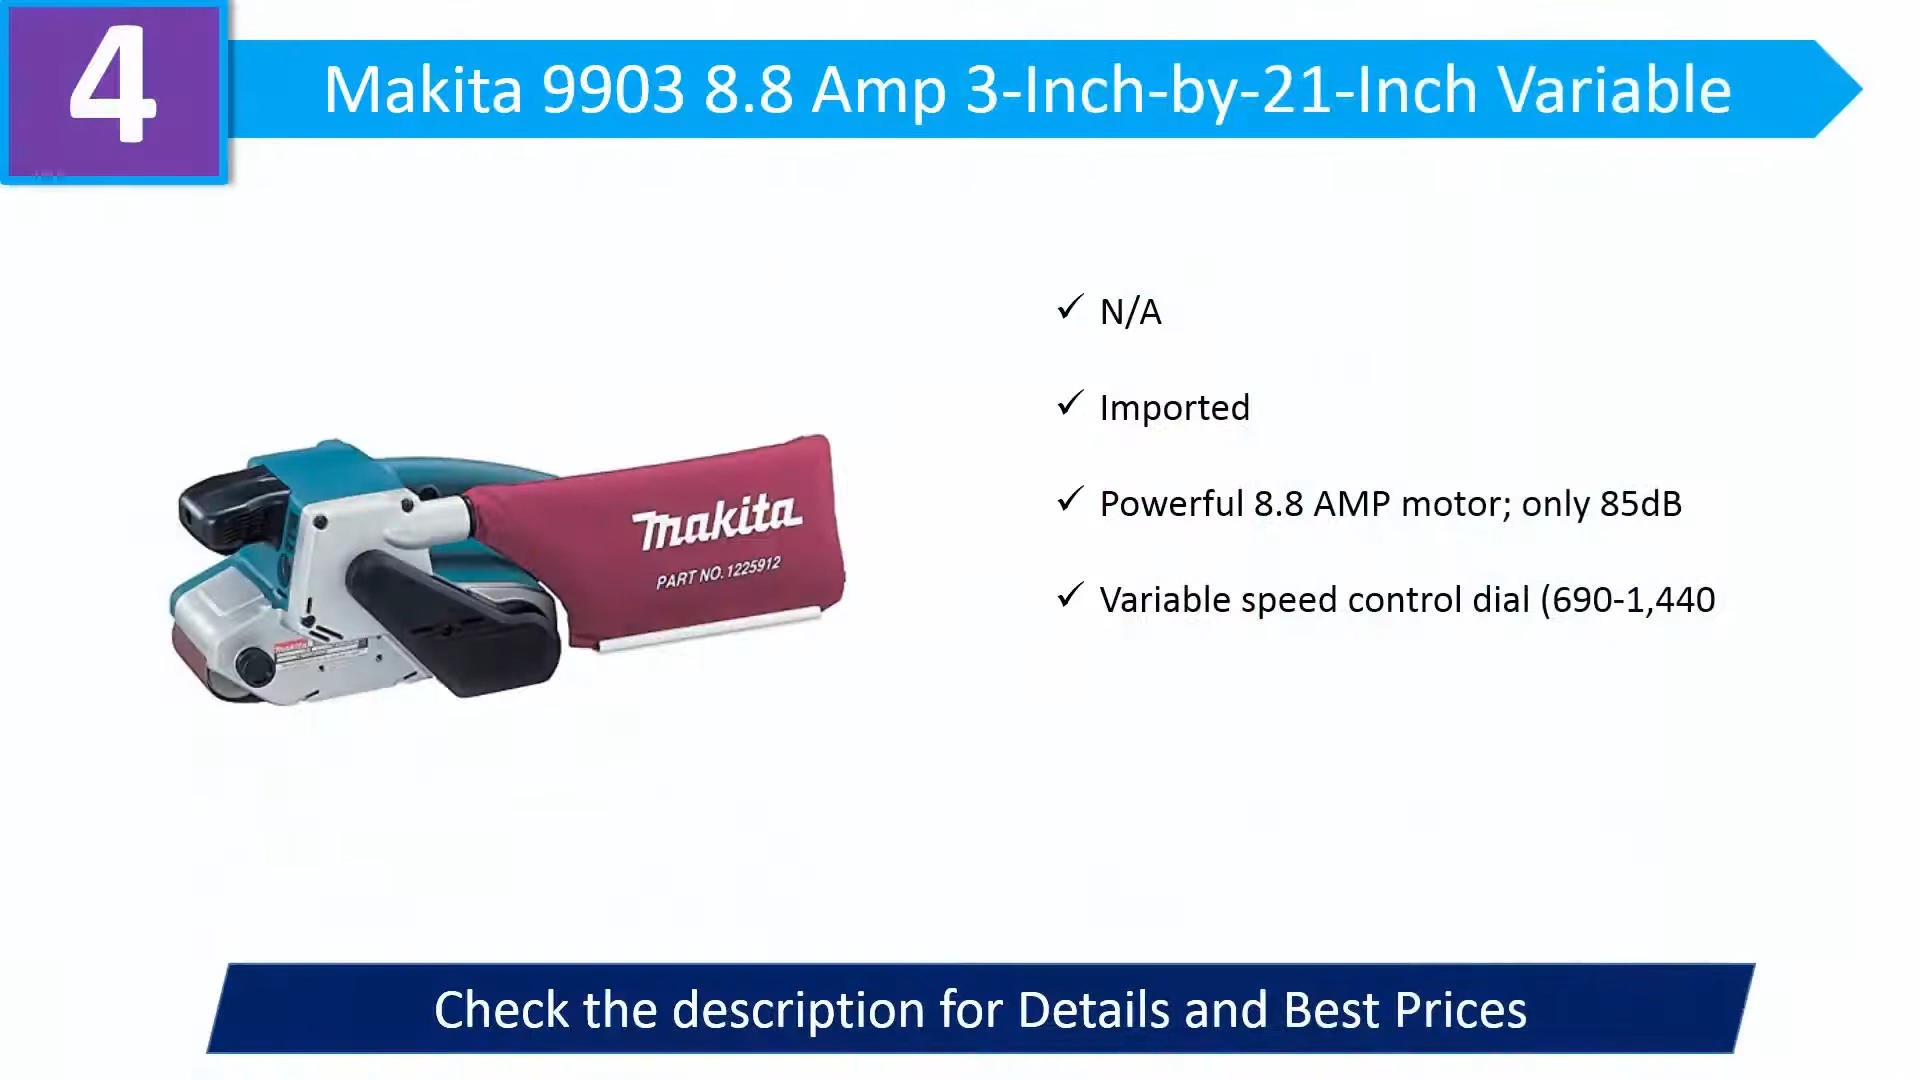 4
Makita 9903 8.8 Amp 3-Inch-by-21-Inch Variable
✓ N/A
✓ Imported
✓ Powerful 8.8 AMP motor; only 85dB
✓ Variable speed control dial (690-1,440
makita
PART NO. 1225912
makita
Check the description for Details and Best Prices